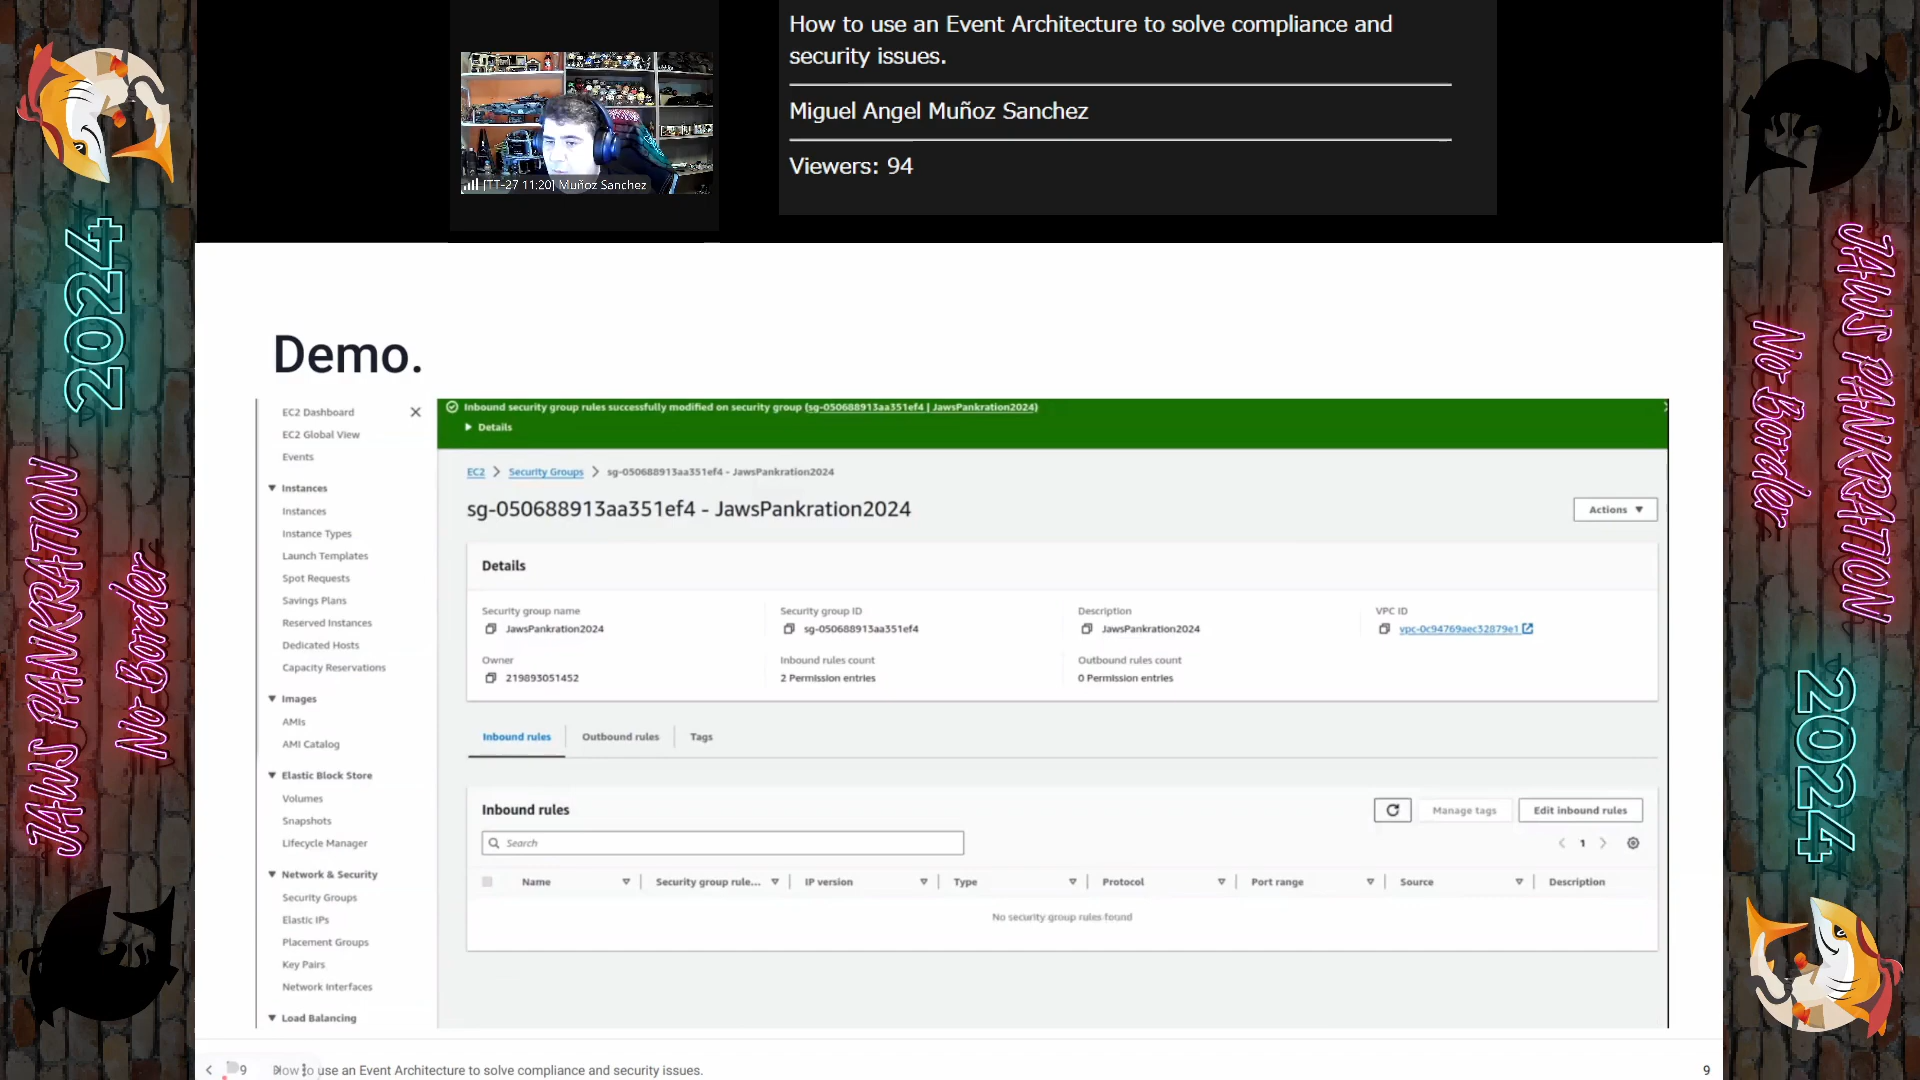 How to use an Event Architecture to solve compliance and
security issues.
Miguel Angel Muñoz Sanchez
Viewers: 94
[TT-27 11:20] Muñoz Sanchez
2024
JAWS PANKRATION
No Border
JAWS PANKRATION
No Border
2024
Demo.
EC2 Dashboard
EC2 Global View
Events
Instances
Instances
Instance Types
Launch Templates
Spot Requests
Savings Plans
Reserved Instances
Dedicated Hosts
Capacity Reservations
Images
AMIs
AMI Catalog
Elastic Block Store
Volumes
Snapshots
Lifecycle Manager
Network & Security
Security Groups
Elastic IPs
Placement Groups
Key Pairs
Network Interfaces
Load Balancing
Inbound security group rules successfully modified on security group (sg-050688913aa351ef4 | JawsPankration2024)
Details
EC2 > Security Groups > sg-050688913aa351ef4 - JawsPankration2024
sg-050688913aa351ef4 - JawsPankration2024
Actions
Details
Security group name Security group ID Description VPC ID
JawsPankration2024 sg-050688913aa351ef4 JawsPankration2024 vpc-0c94769aec32879e1
Owner Inbound rules count Outbound rules count
219893051452 2 Permission entries 0 Permission entries
Inbound rules Outbound rules Tags
Inbound rules Manage tags Edit inbound rules
Search 1
Name Security group rule... IP version Type Protocol Port range Source Description
No security group rules found
9 How to use an Event Architecture to solve compliance and security issues. 9